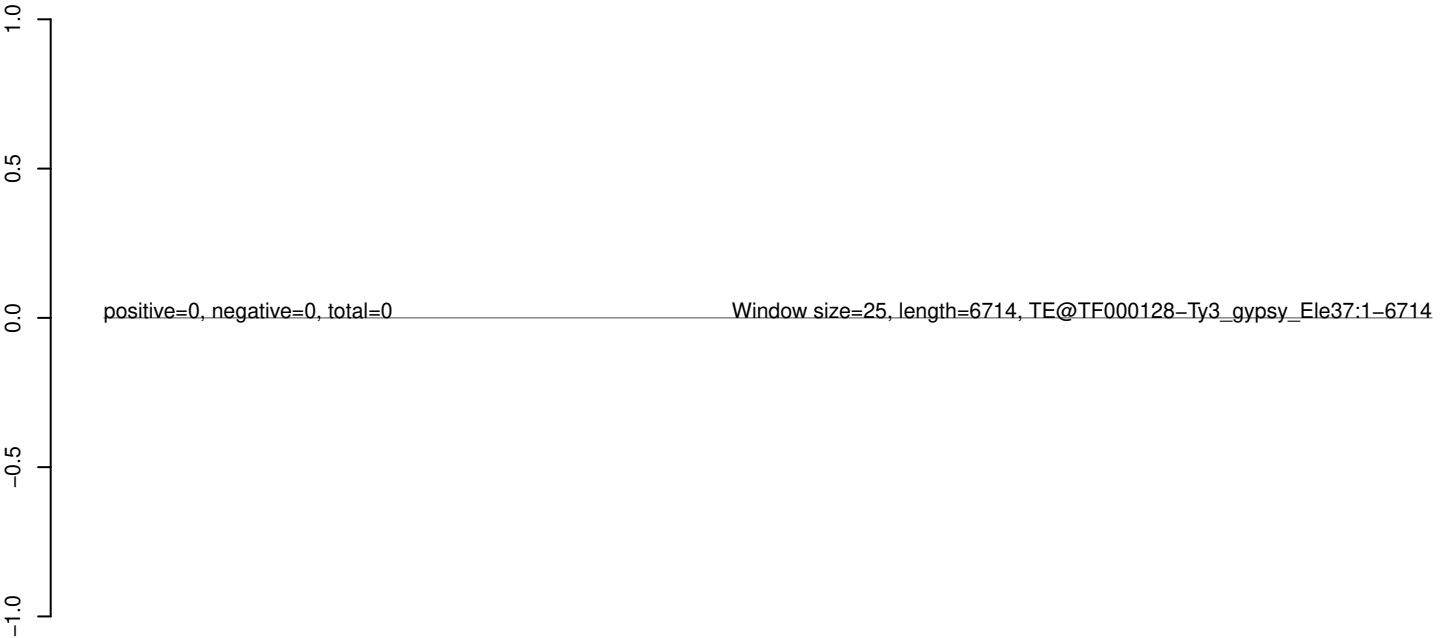 1.0
0.5
0.0
−0.5
−1.0
positive=0, negative=0, total=0
Window size=25, length=6714, TE@TF000128−Ty3_gypsy_Ele37:1−6714